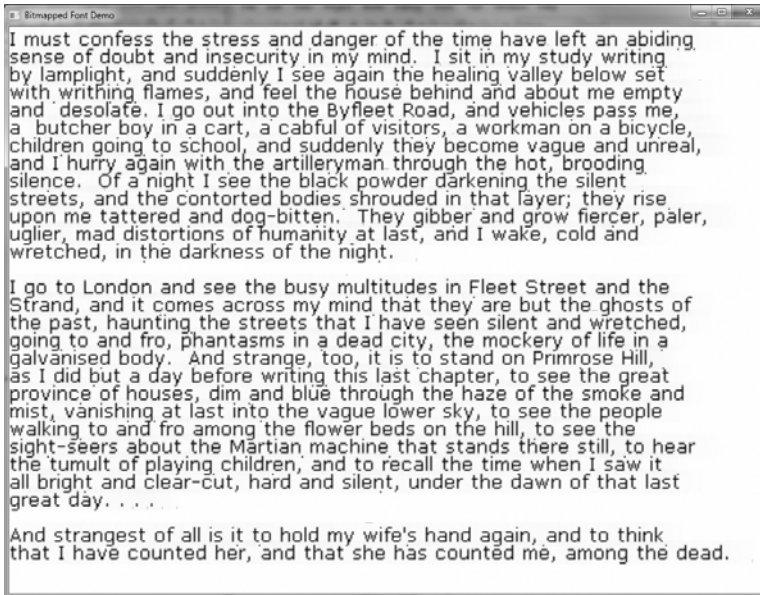 Bitmapped Font Demo
I must confess the stress and danger of the time have left an abiding
sense of doubt and insecurity in my mind.  I sit in my study writing
by lamplight, and suddenly I see again the healing valley below set
with writhing flames, and feel the house behind and about me empty
and  desolate. I go out into the Byfleet Road, and vehicles pass me,
a  butcher boy in a cart, a cabful of visitors, a workman on a bicycle,
children going to school, and suddenly they become vague and unreal,
and I hurry again with the artilleryman through the hot, brooding
silence.  Of a night I see the black powder darkening the silent
streets, and the contorted bodies shrouded in that layer; they rise
upon me tattered and dog-bitten.  They gibber and grow fiercer, paler,
uglier, mad distortions of humanity at last, and I wake, cold and
wretched, in the darkness of the night.

I go to London and see the busy multitudes in Fleet Street and the
Strand, and it comes across my mind that they are but the ghosts of
the past, haunting the streets that I have seen silent and wretched,
going to and fro, phantasms in a dead city, the mockery of life in a
galvanised body.  And strange, too, it is to stand on Primrose Hill,
as I did but a day before writing this last chapter, to see the great
province of houses, dim and blue through the haze of the smoke and
mist, vanishing at last into the vague lower sky, to see the people
walking to and fro among the flower beds on the hill, to see the
sight-seers about the Martian machine that stands there still, to hear
the tumult of playing children, and to recall the time when I saw it
all bright and clear-cut, hard and silent, under the dawn of that last
great day. . . .

And strangest of all is it to hold my wife's hand again, and to think
that I have counted her, and that she has counted me, among the dead.